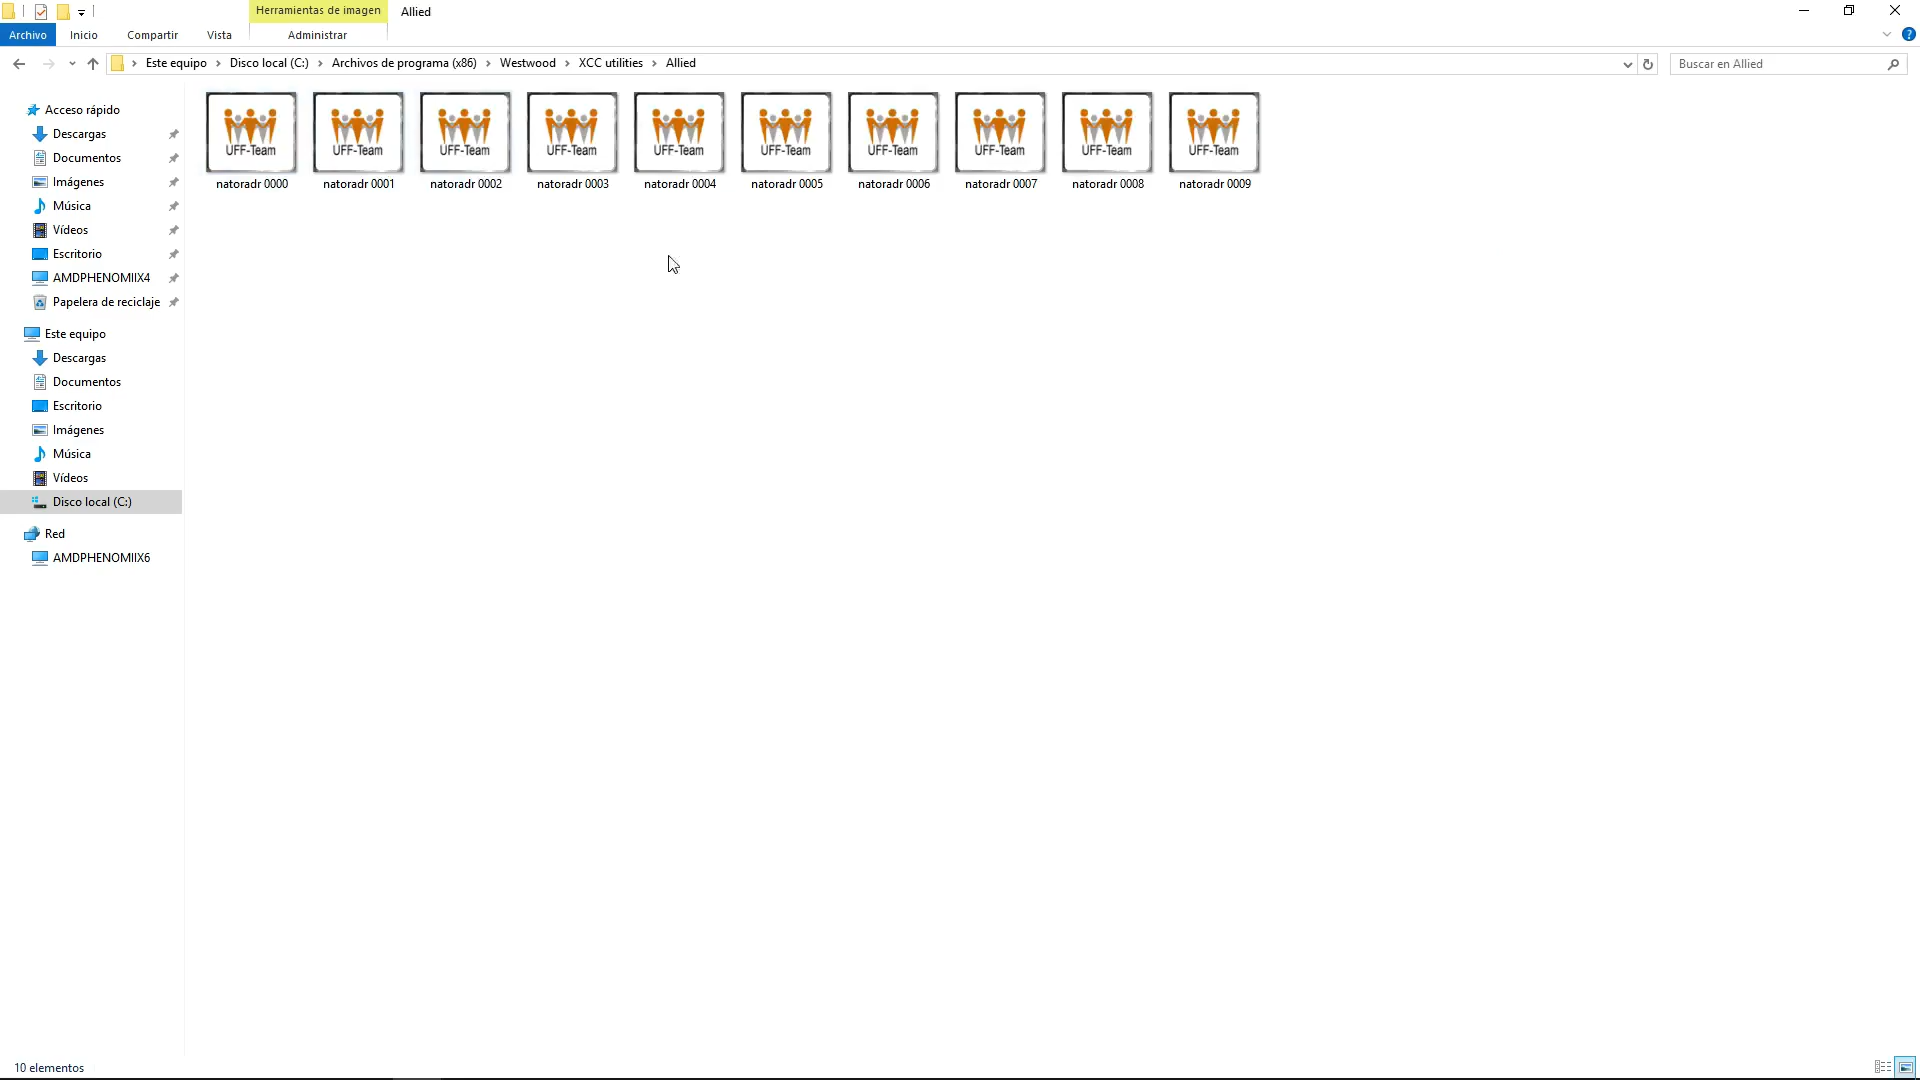 Herramientas de imagen
Allied
Archivo
Inicio
Compartir
Vista
Administrar
Este equipo
Disco local (C:)
Archivos de programa (x86)
Westwood
XCC utilities
Allied
Buscar en Allied
Acceso rápido
Descargas
Documentos
Imágenes
Música
Vídeos
Escritorio
AMDPHENOMIIX4
Papelera de reciclaje
Este equipo
Descargas
Documentos
Escritorio
Imágenes
Música
Vídeos
Disco local (C:)
Red
AMDPHENOMIIX6
UFF-Team
UFF-Team
UFF-Team
UFF-Team
UFF-Team
UFF-Team
UFF-Team
UFF-Team
UFF-Team
UFF-Team
natoradr 0000
natoradr 0001
natoradr 0002
natoradr 0003
natoradr 0004
natoradr 0005
natoradr 0006
natoradr 0007
natoradr 0008
natoradr 0009
10 elementos